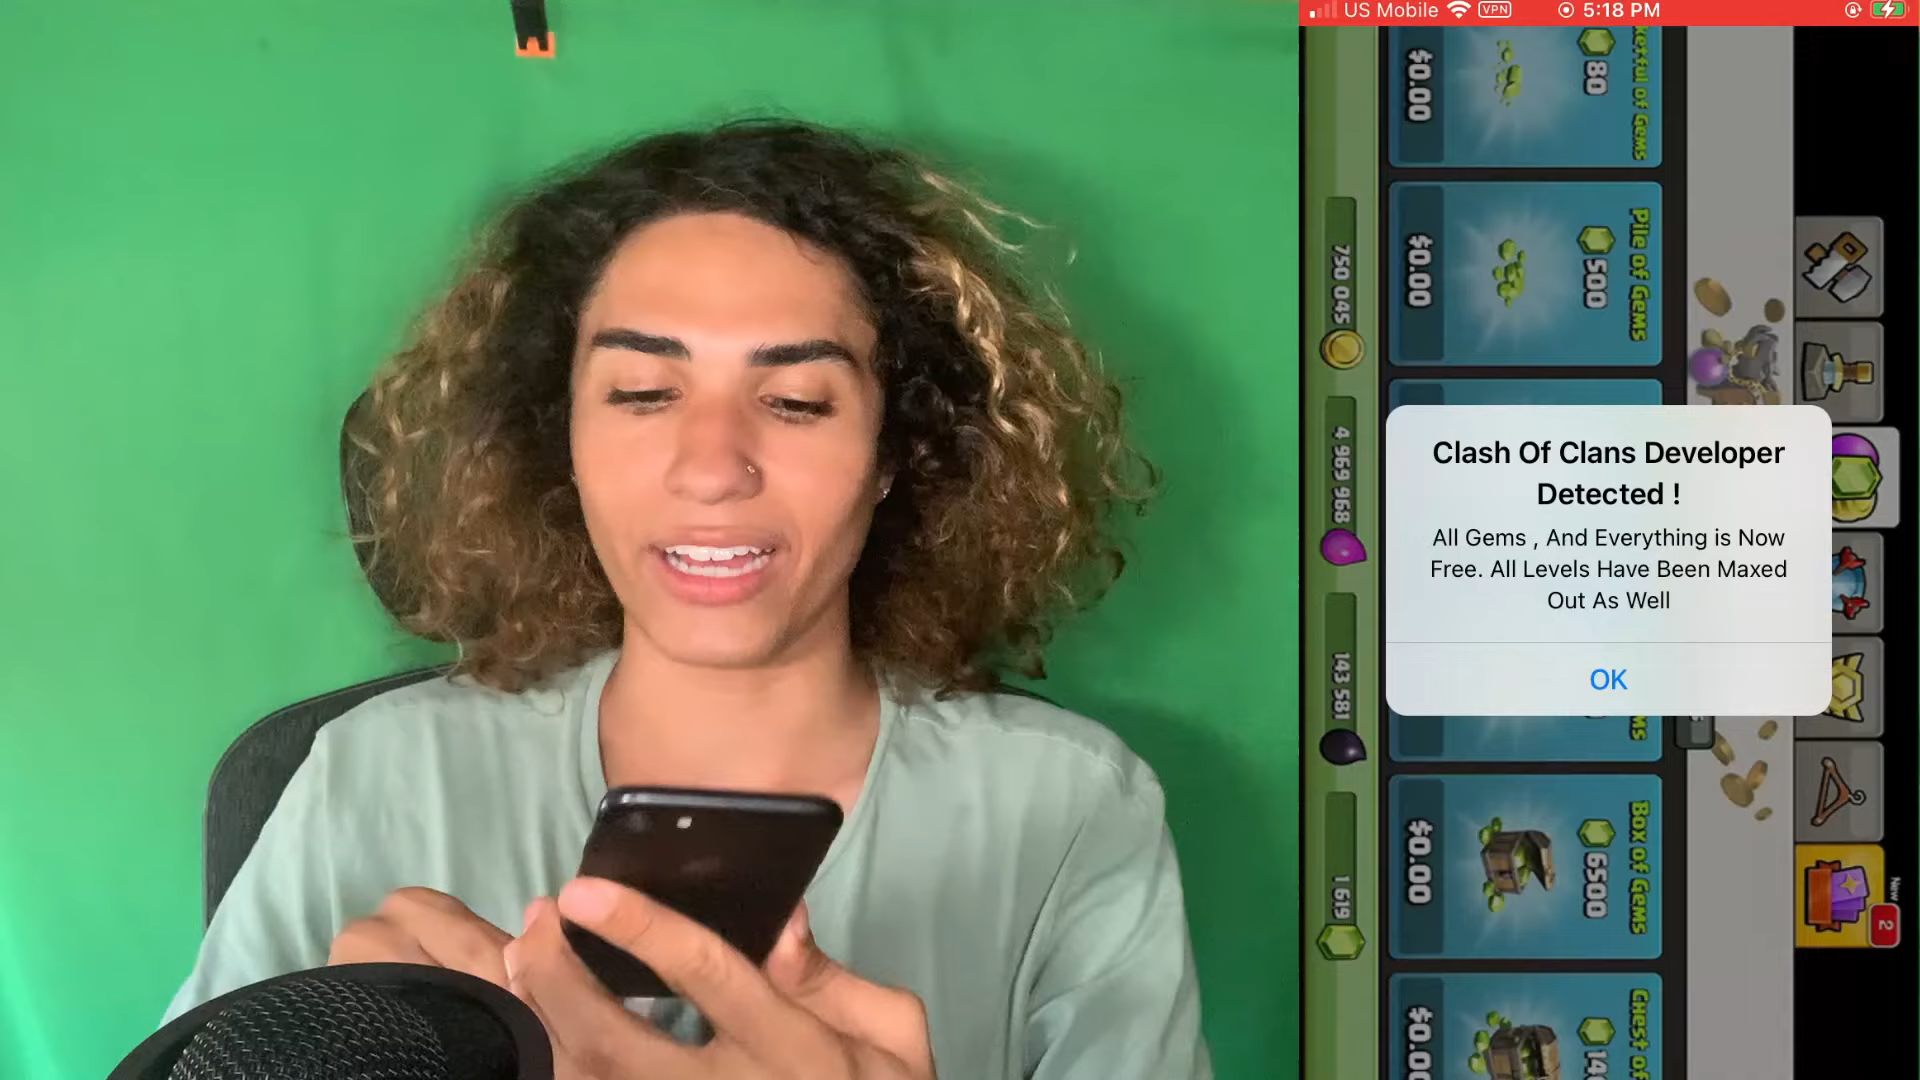 US Mobile VPN 5:18 PM
80
$0.00
Pile of Gems
500
$0.00
750 045
4 969 968
143 581
1 619
Clash Of Clans Developer
Detected !
All Gems , And Everything is Now
Free. All Levels Have Been Maxed
Out As Well
OK
Box of Gems
6500
$0.00
Chest of
New
2